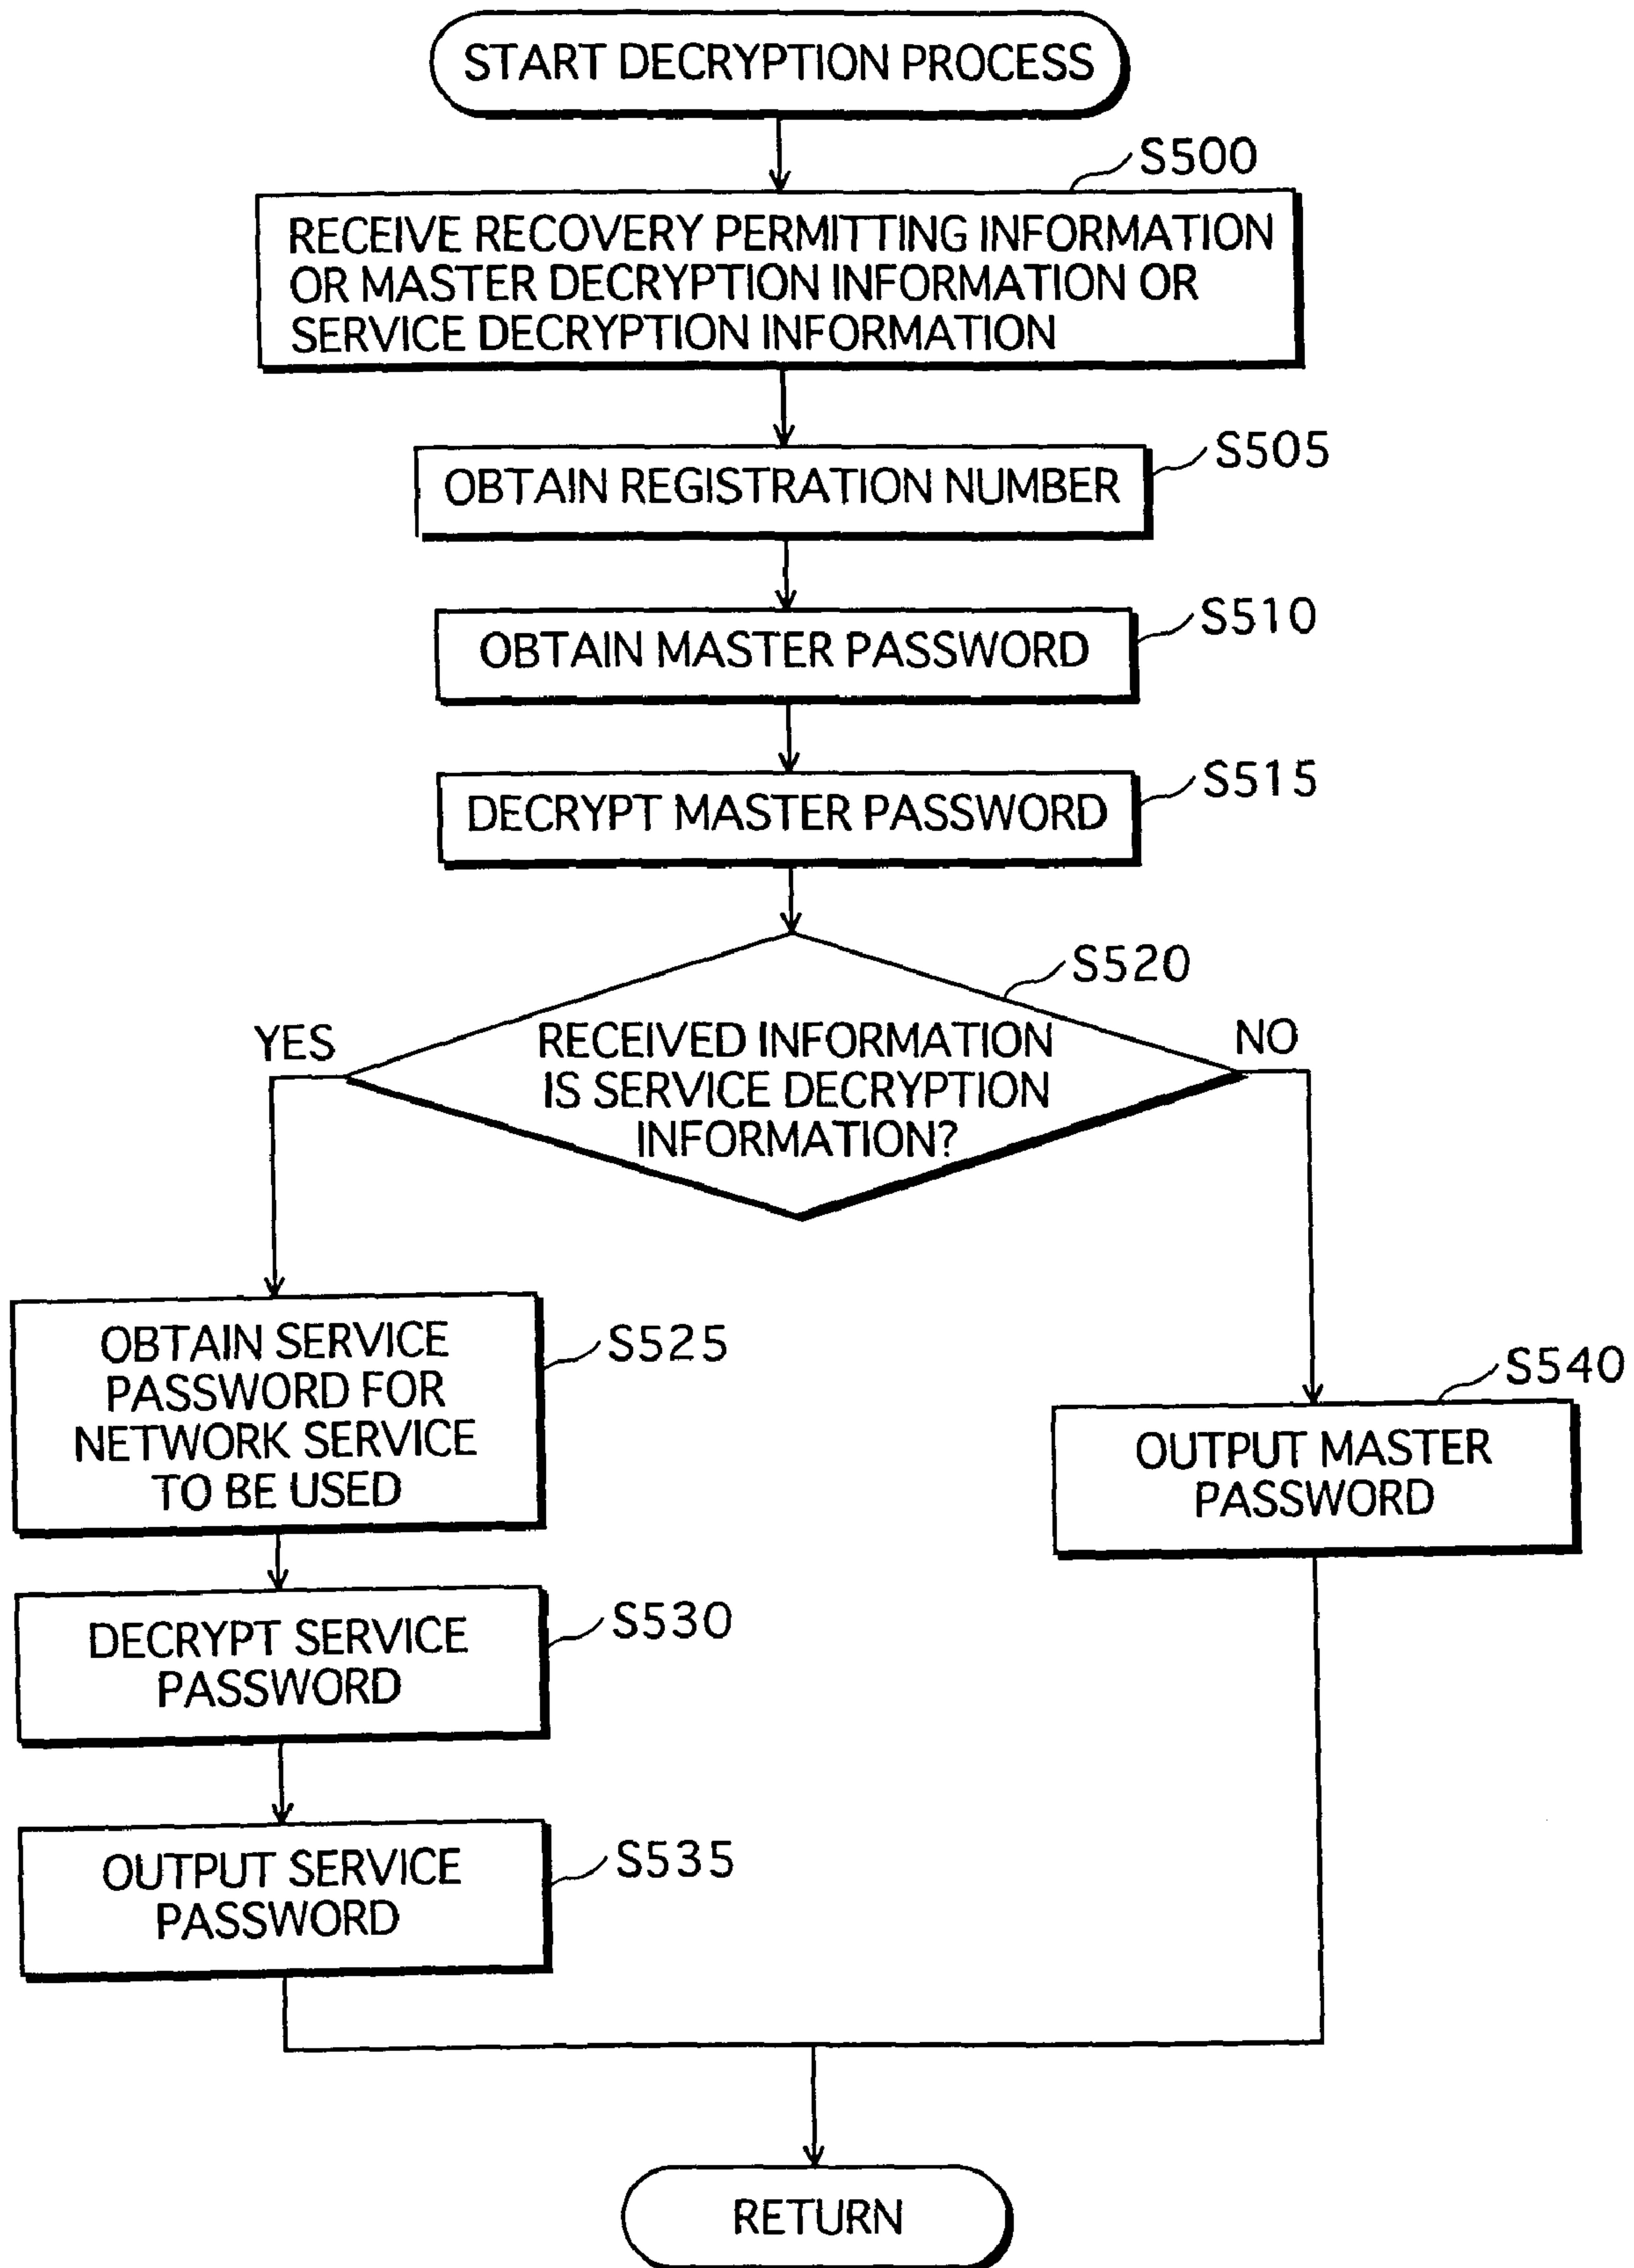 START DECRYPTION PROCESS
S500
RECEIVE RECOVERY PERMITTING INFORMATION
OR MASTER DECRYPTION INFORMATION OR
SERVICE DECRYPTION INFORMATION
S505
OBTAIN REGISTRATION NUMBER
S510
OBTAIN MASTER PASSWORD
S515
DECRYPT MASTER PASSWORD
S520
YES
RECEIVED INFORMATION
IS SERVICE DECRYPTION
INFORMATION?
NO
OBTAIN SERVICE
PASSWORD FOR
NETWORK SERVICE
TO BE USED
S525
S540
OUTPUT MASTER
PASSWORD
DECRYPT SERVICE
PASSWORD
S530
OUTPUT SERVICE
PASSWORD
S535
RETURN